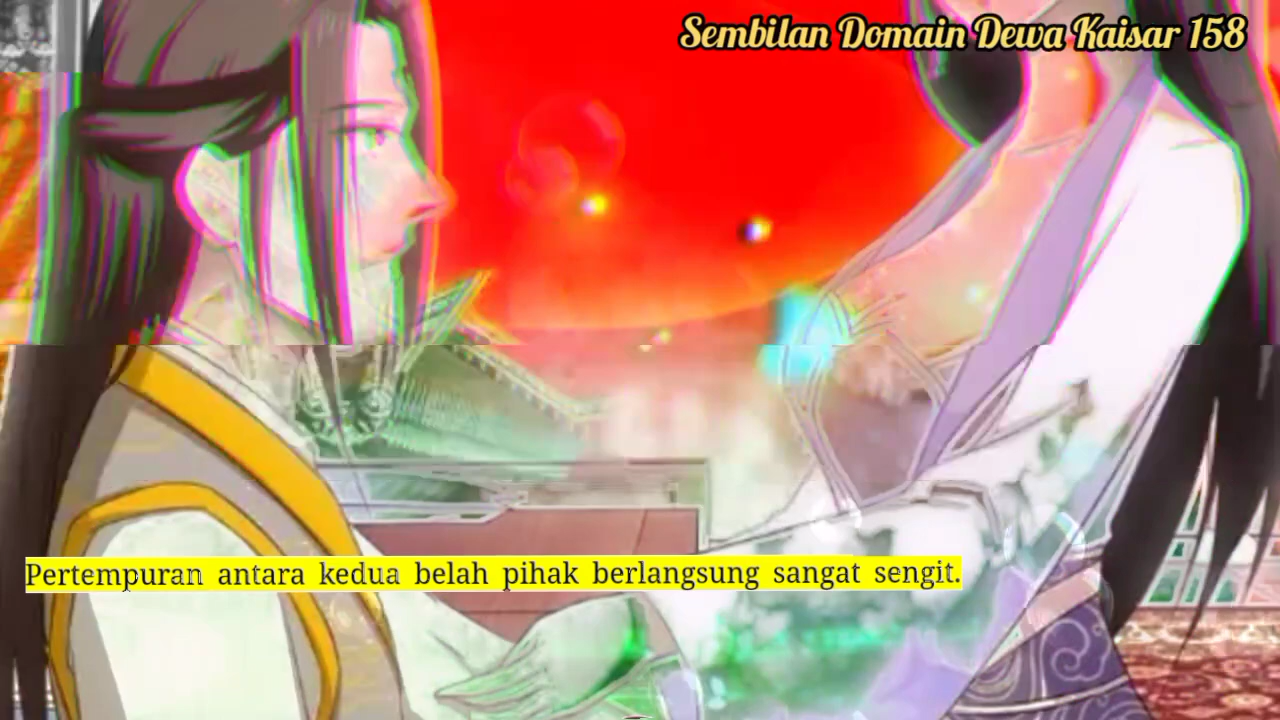 Sembilan Domain Dewa Kaisar 158
Pertempuran antara kedua belah pihak berlangsung sangat sengit.